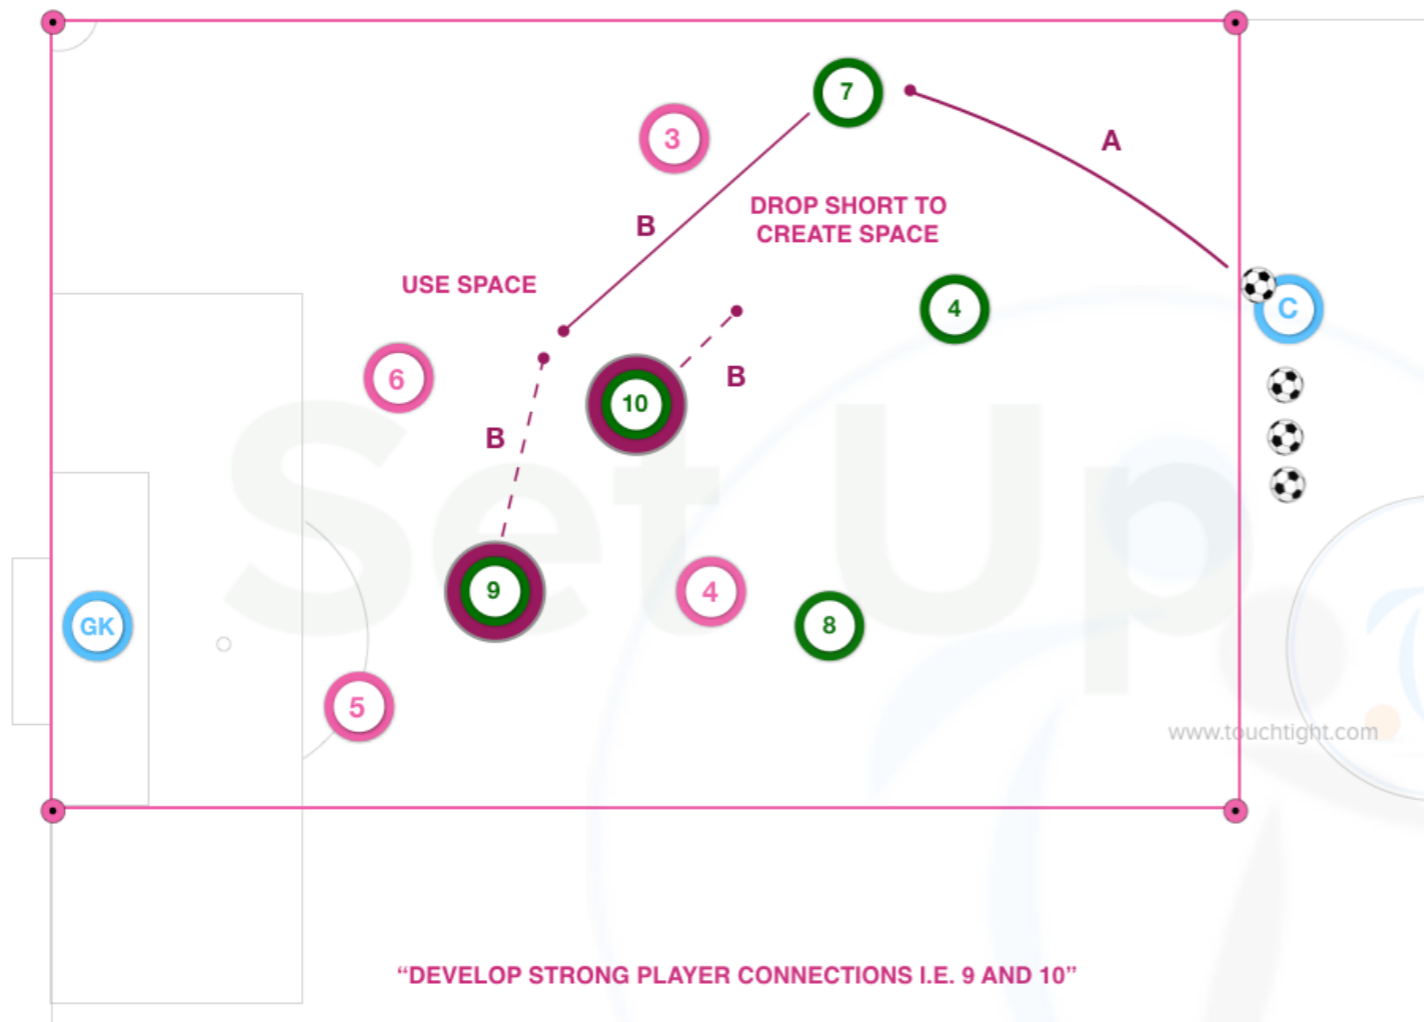 7
A
3
DROP SHORT TO
CREATE SPACE
B
USE SPACE
4
C
6
10
B
B
Set Up
9
4
8
GK
5
www.touchtight.com
“DEVELOP STRONG PLAYER CONNECTIONS I.E. 9 AND 10”